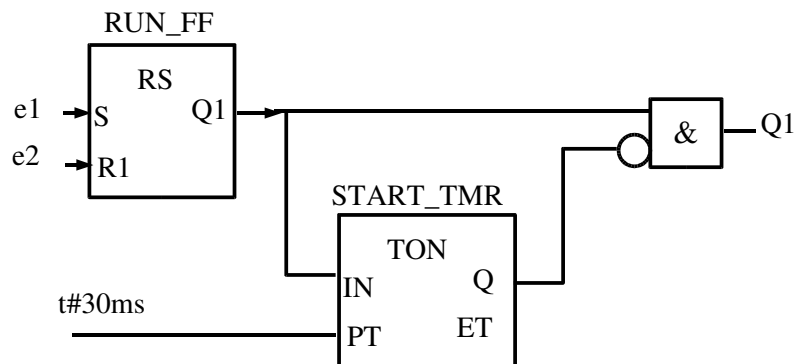 RUN_FF
RS
e1
S
Q1
e2
R1
&
Q1
START_TMR
TON
IN
Q
t#30ms
PT
ET